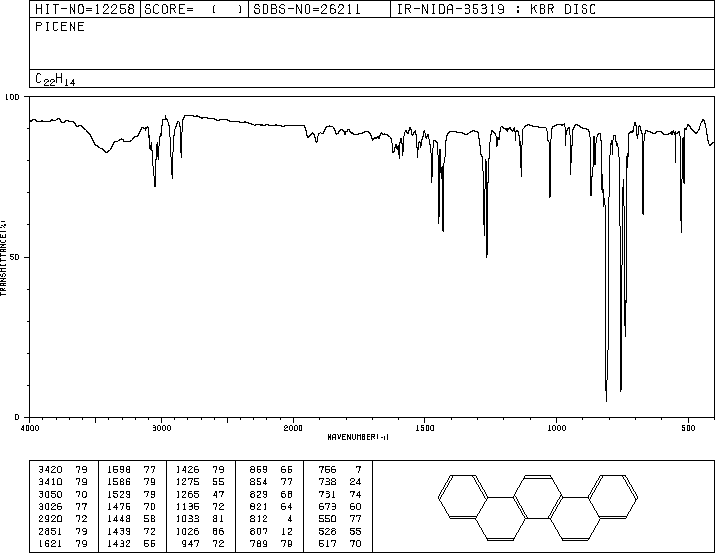 HIT-NO=12258 SCORE= ( ) SDBS-NO=26211 IR-NIDA-35319 : KBR DISC
PICENE
C22H14
100
50
0
TRANSMITTANCE(%)
4000 3000 2000 1500 1000 500
WAVENUMBER(-1)
3420 79 1598 77 1426 79 869 66 756 7
3410 79 1586 79 1275 55 854 77 738 24
3050 70 1529 79 1265 47 829 68 731 74
3026 77 1476 70 1136 72 821 64 673 60
2920 72 1448 58 1033 81 812 4 550 77
2851 79 1439 72 1026 66 807 12 528 55
1621 79 1432 55 947 72 789 79 517 70